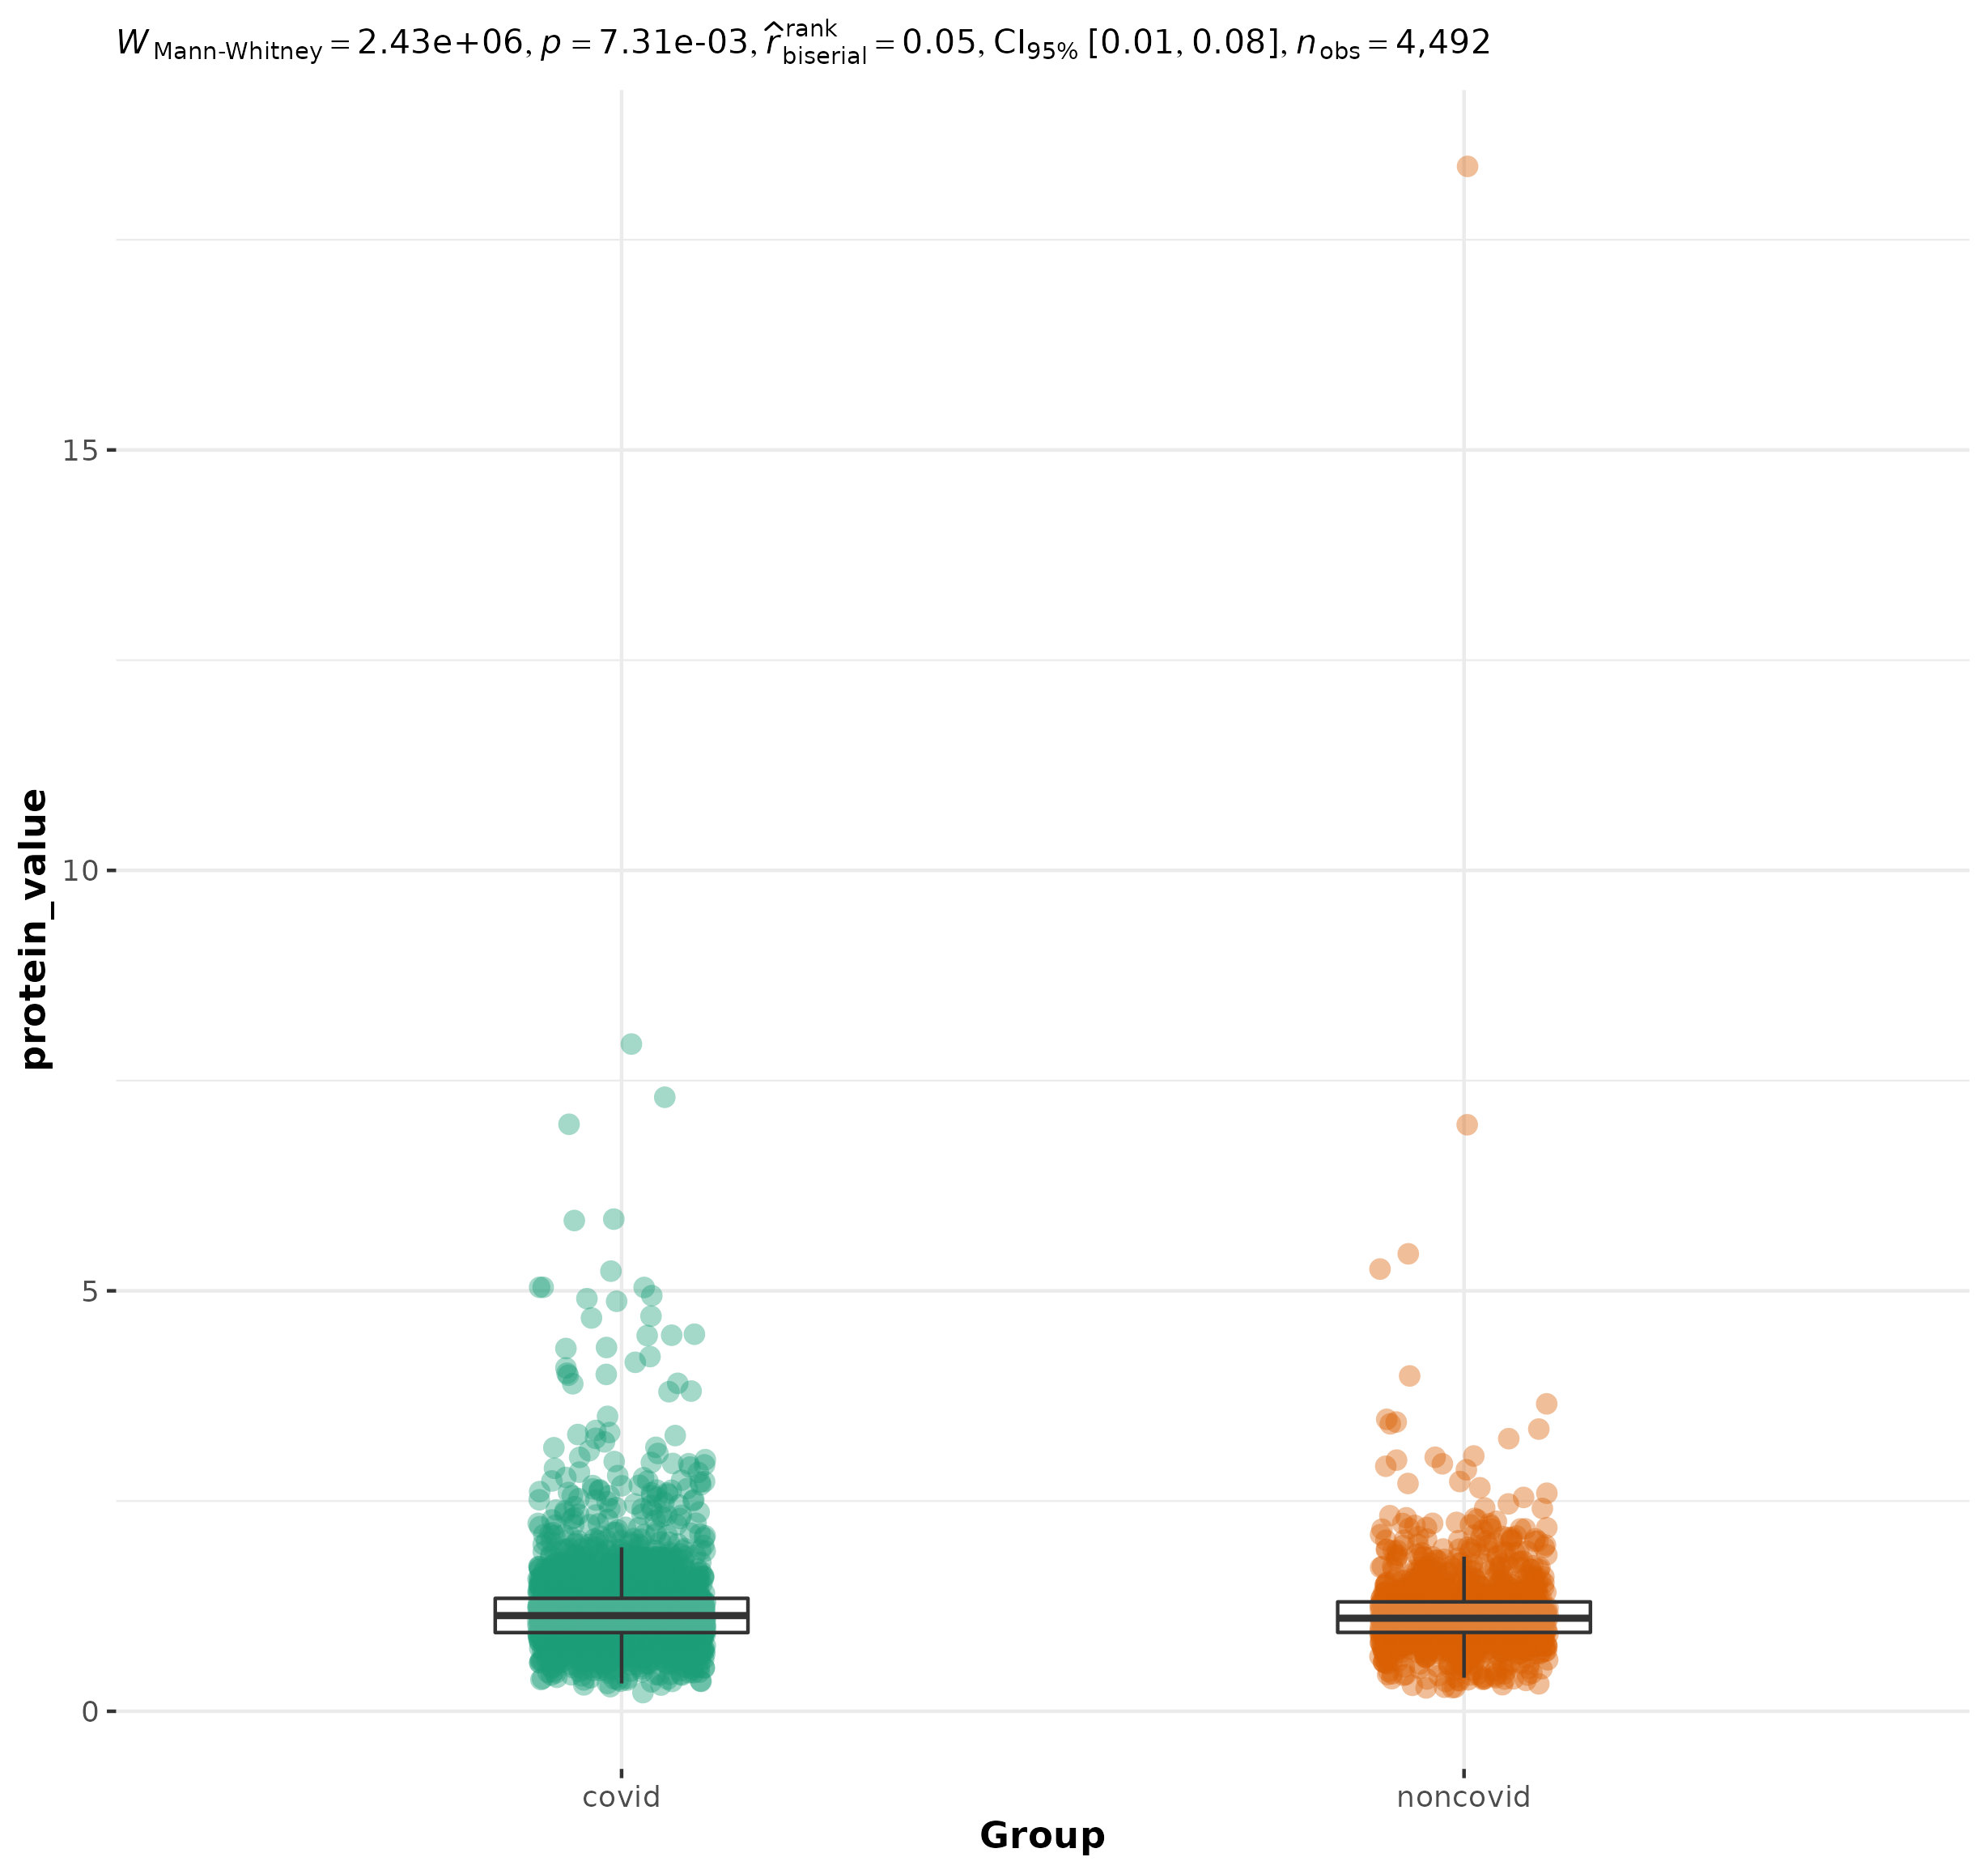 W Mann-Whitney = 2.43e+06, p = 7.31e-03, r̂ rank biserial = 0.05, CI95% [0.01, 0.08], nobs = 4,492
15
10
5
0
protein_value
covid noncovid
Group